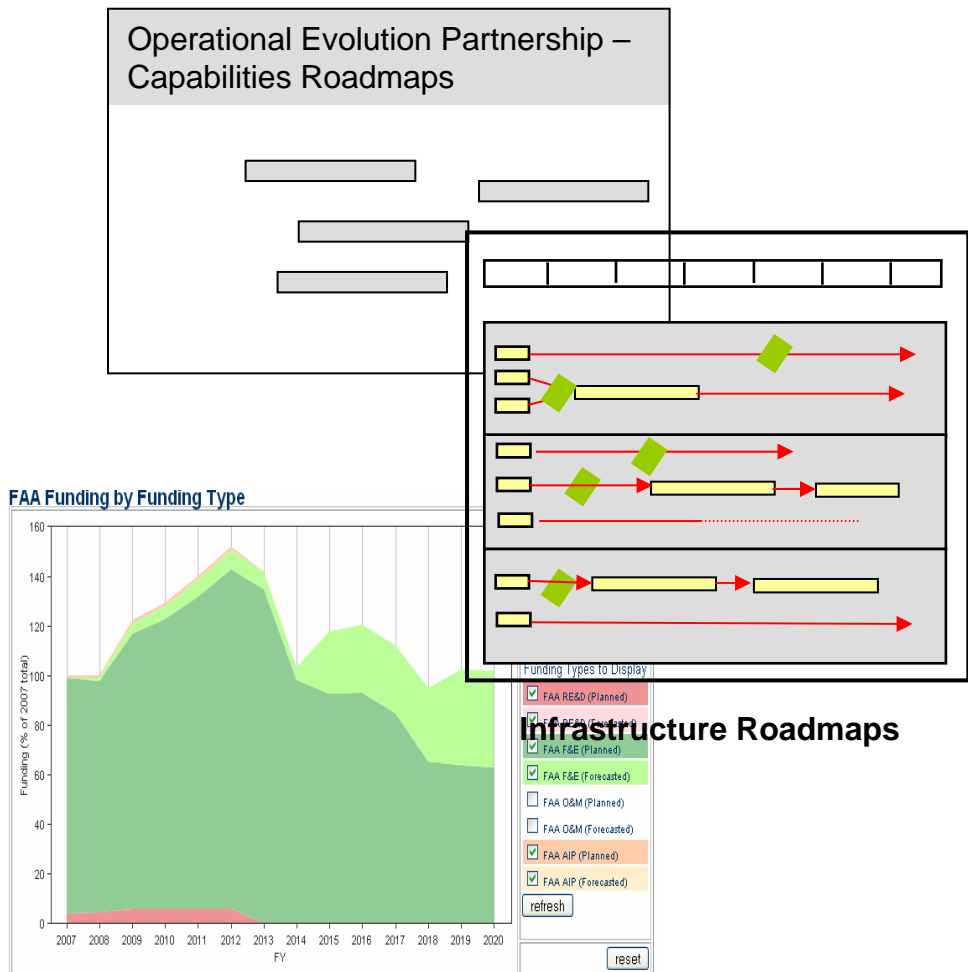 Operational Evolution Partnership –
Capabilities Roadmaps
FAA Funding by Funding Type
160
140
120
100
80
60
40
20
0
Funding (% of 2007 total)
2007 2008 2009 2010 2011 2012 2013 2014 2015 2016 2017 2018 2019 2020
FY
Funding Types to Display
FAA RE&D (Planned)
FAA RE&D (Forecasted)
Infrastructure Roadmaps
FAA F&E (Planned)
FAA F&E (Forecasted)
FAA O&M (Planned)
FAA O&M (Forecasted)
FAA AIP (Planned)
FAA AIP (Forecasted)
refresh
reset